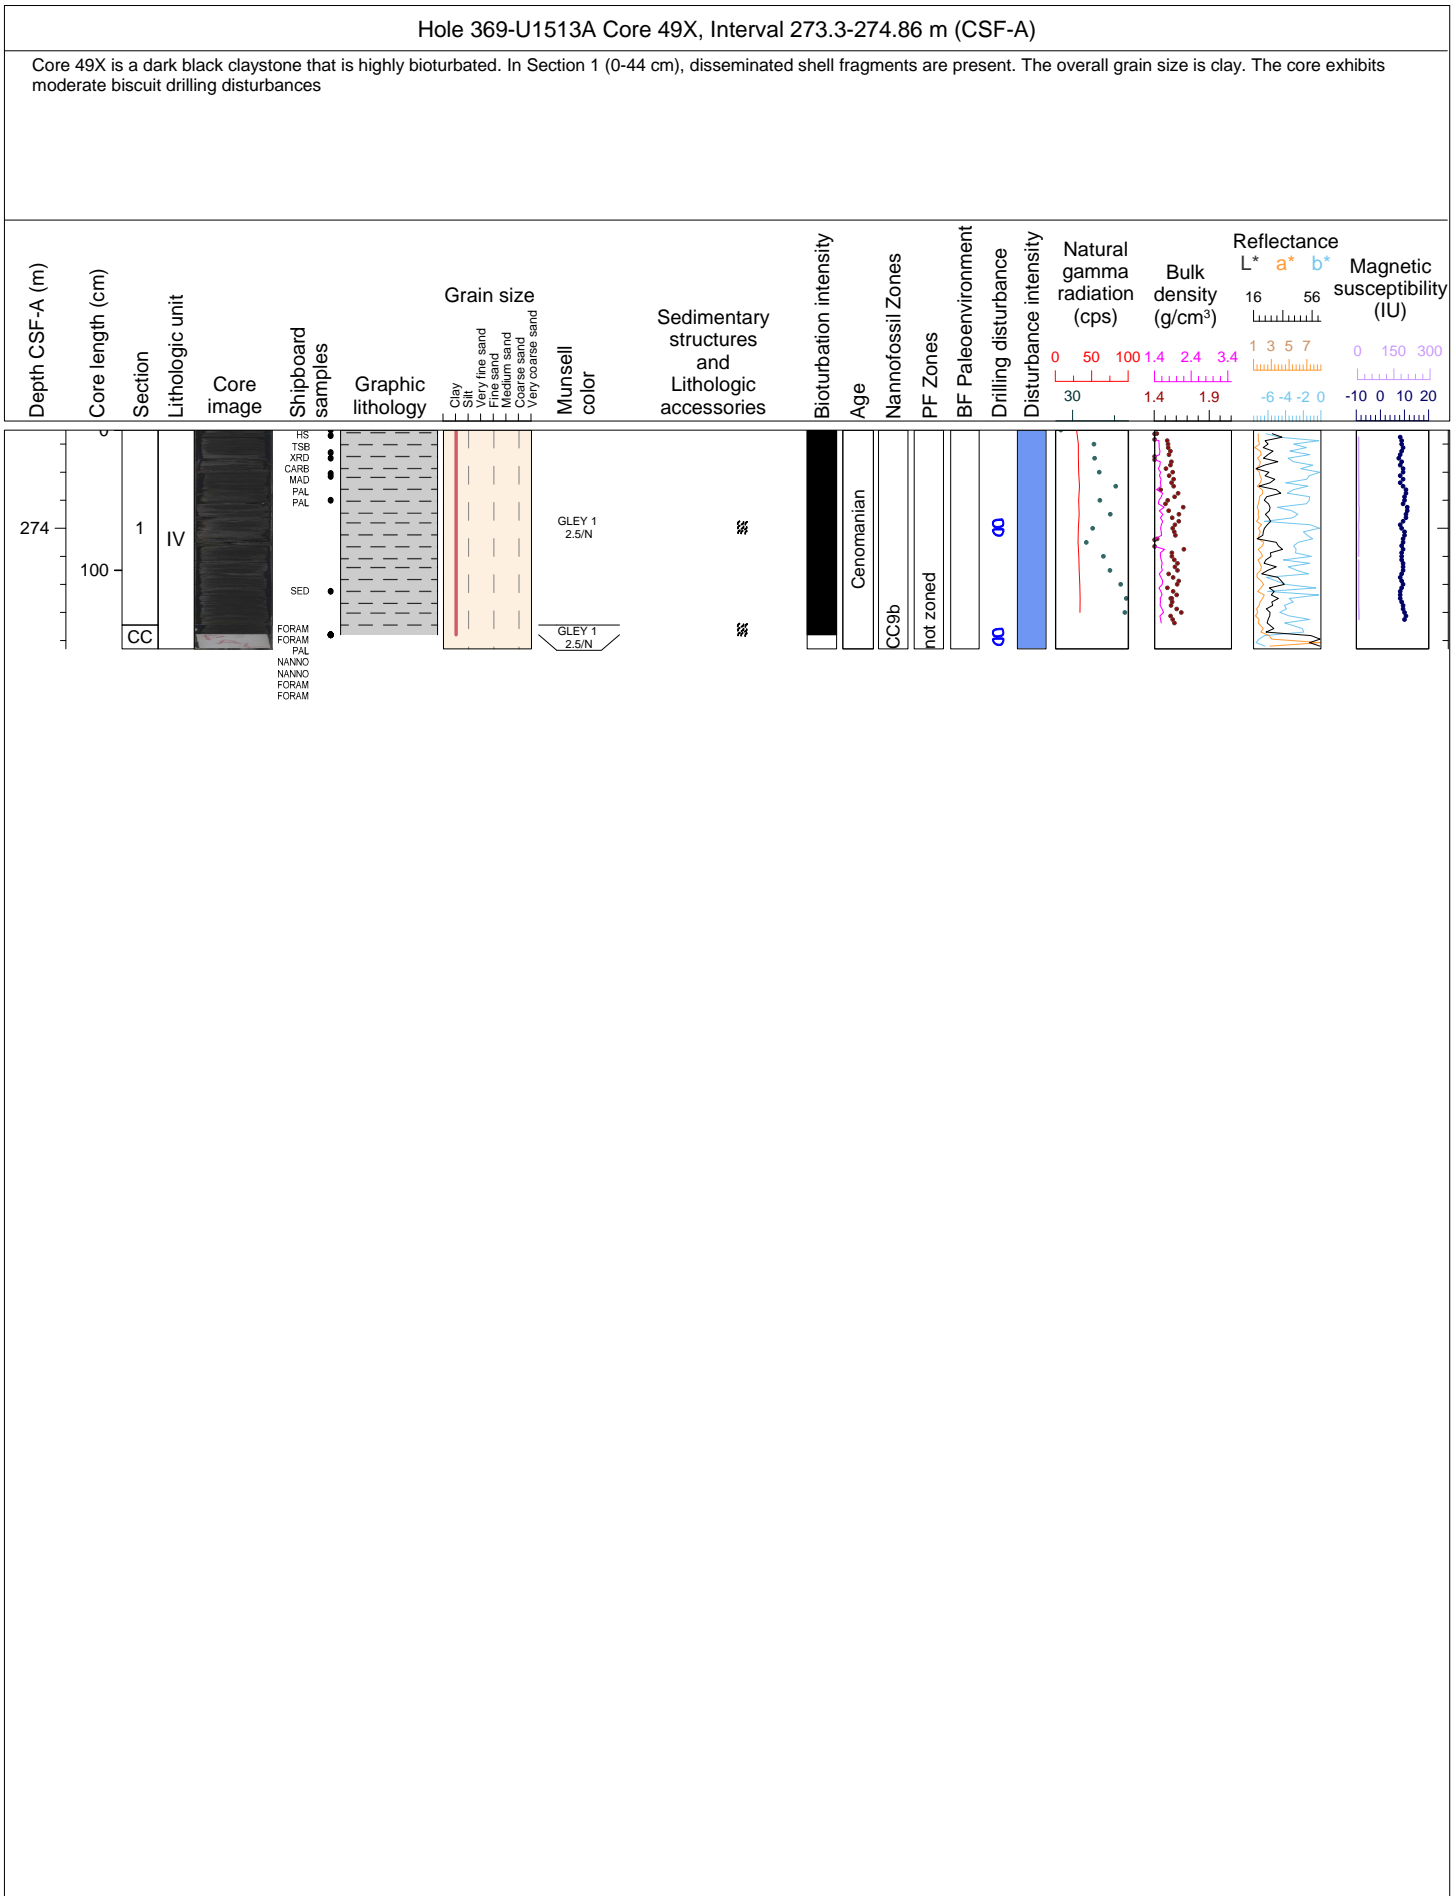 Hole 369-U1513A Core 49X, Interval 273.3-274.86 m (CSF-A)
Core 49X is a dark black claystone that is highly bioturbated. In Section 1 (0-44 cm), disseminated shell fragments are present. The overall grain size is clay. The core exhibits
moderate biscuit drilling disturbances
Depth CSF-A (m)
Core length (cm)
Section
Lithologic unit
Core
image
Shipboard
samples
Graphic
lithology
Grain size
Clay
Silt
Very fine sand
Fine sand
Medium sand
Coarse sand
Very coarse sand
Munsell
color
Sedimentary
structures
and
Lithologic
accessories
Bioturbation intensity
Age
Nannofossil Zones
PF Zones
BF Paleoenvironment
Drilling disturbance
Disturbance intensity
Natural
gamma
radiation
(cps)
0 50 100
30
Bulk
density
(g/cm³)
1.4 2.4 3.4
1.4 1.9
Reflectance
L* a* b*
16 56
1 3 5 7
-6 -4 -2 0
Magnetic
susceptibility
(IU)
0 150 300
-10 0 10 20
0
274
100
1
CC
IV
HS
TSB
XRD
CARB
MAD
PAL
PAL
SED
FORAM
FORAM
PAL
NANNO
NANNO
FORAM
FORAM
GLEY 1
2.5/N
GLEY 1
2.5/N
Cenomanian
CC9b
not zoned